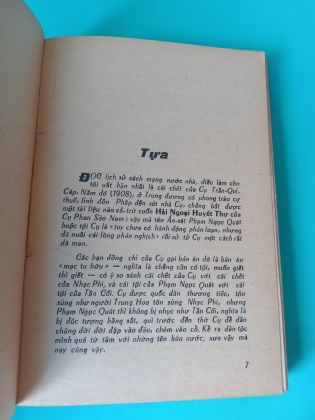 Tựa
ĐỌC lịch sử cách mạng nước nhà, điều làm cho
tôi uất hận nhất là cái chết của Cụ Trần-Quí-
Cáp. Năm đó (1908), ở Trung-Việt có phong trào cự
thuế, lính đồn Pháp đến xét nhà Cụ, chẳng bắt được
một tài liệu nào cả, trừ cuốn Hải Ngoại Huyết Thư của
Cụ Phan Sào Nam; vậy mà tên Án-sát Phạm Ngọc Quát
buộc tội Cụ là «tuy chưa có hành động phản loạn, nhưng
đã nuôi cái lòng phản nghịch» rồi xử tử Cụ một cách rất
dã man.
Các bạn đồng chí của Cụ gọi bản án đó là bản án
«mạc tu hữu» — nghĩa là chẳng cần có tội, muốn giết
thì giết — có ý so sánh cái chết của Cụ với cái chết
của Nhạc Phi, và cái tội của Phạm Ngọc Quát với cái
tội của Tần Cối. Cụ được quốc dân thương tiếc, tôn
sùng như người Trung Hoa tôn sùng Nhạc Phi, nhưng
Phạm Ngọc Quát thì không bị nhục như Tần Cối, nghĩa là
bị đúc tượng bằng sắt, quì trước đền thờ Cụ để dân
chúng đời đời đập vào đầu, chém vào cổ. Kể ra dân tộc
mình quá từ tâm với những tên bán nước, xưa vậy mà
nay cũng vậy.
7